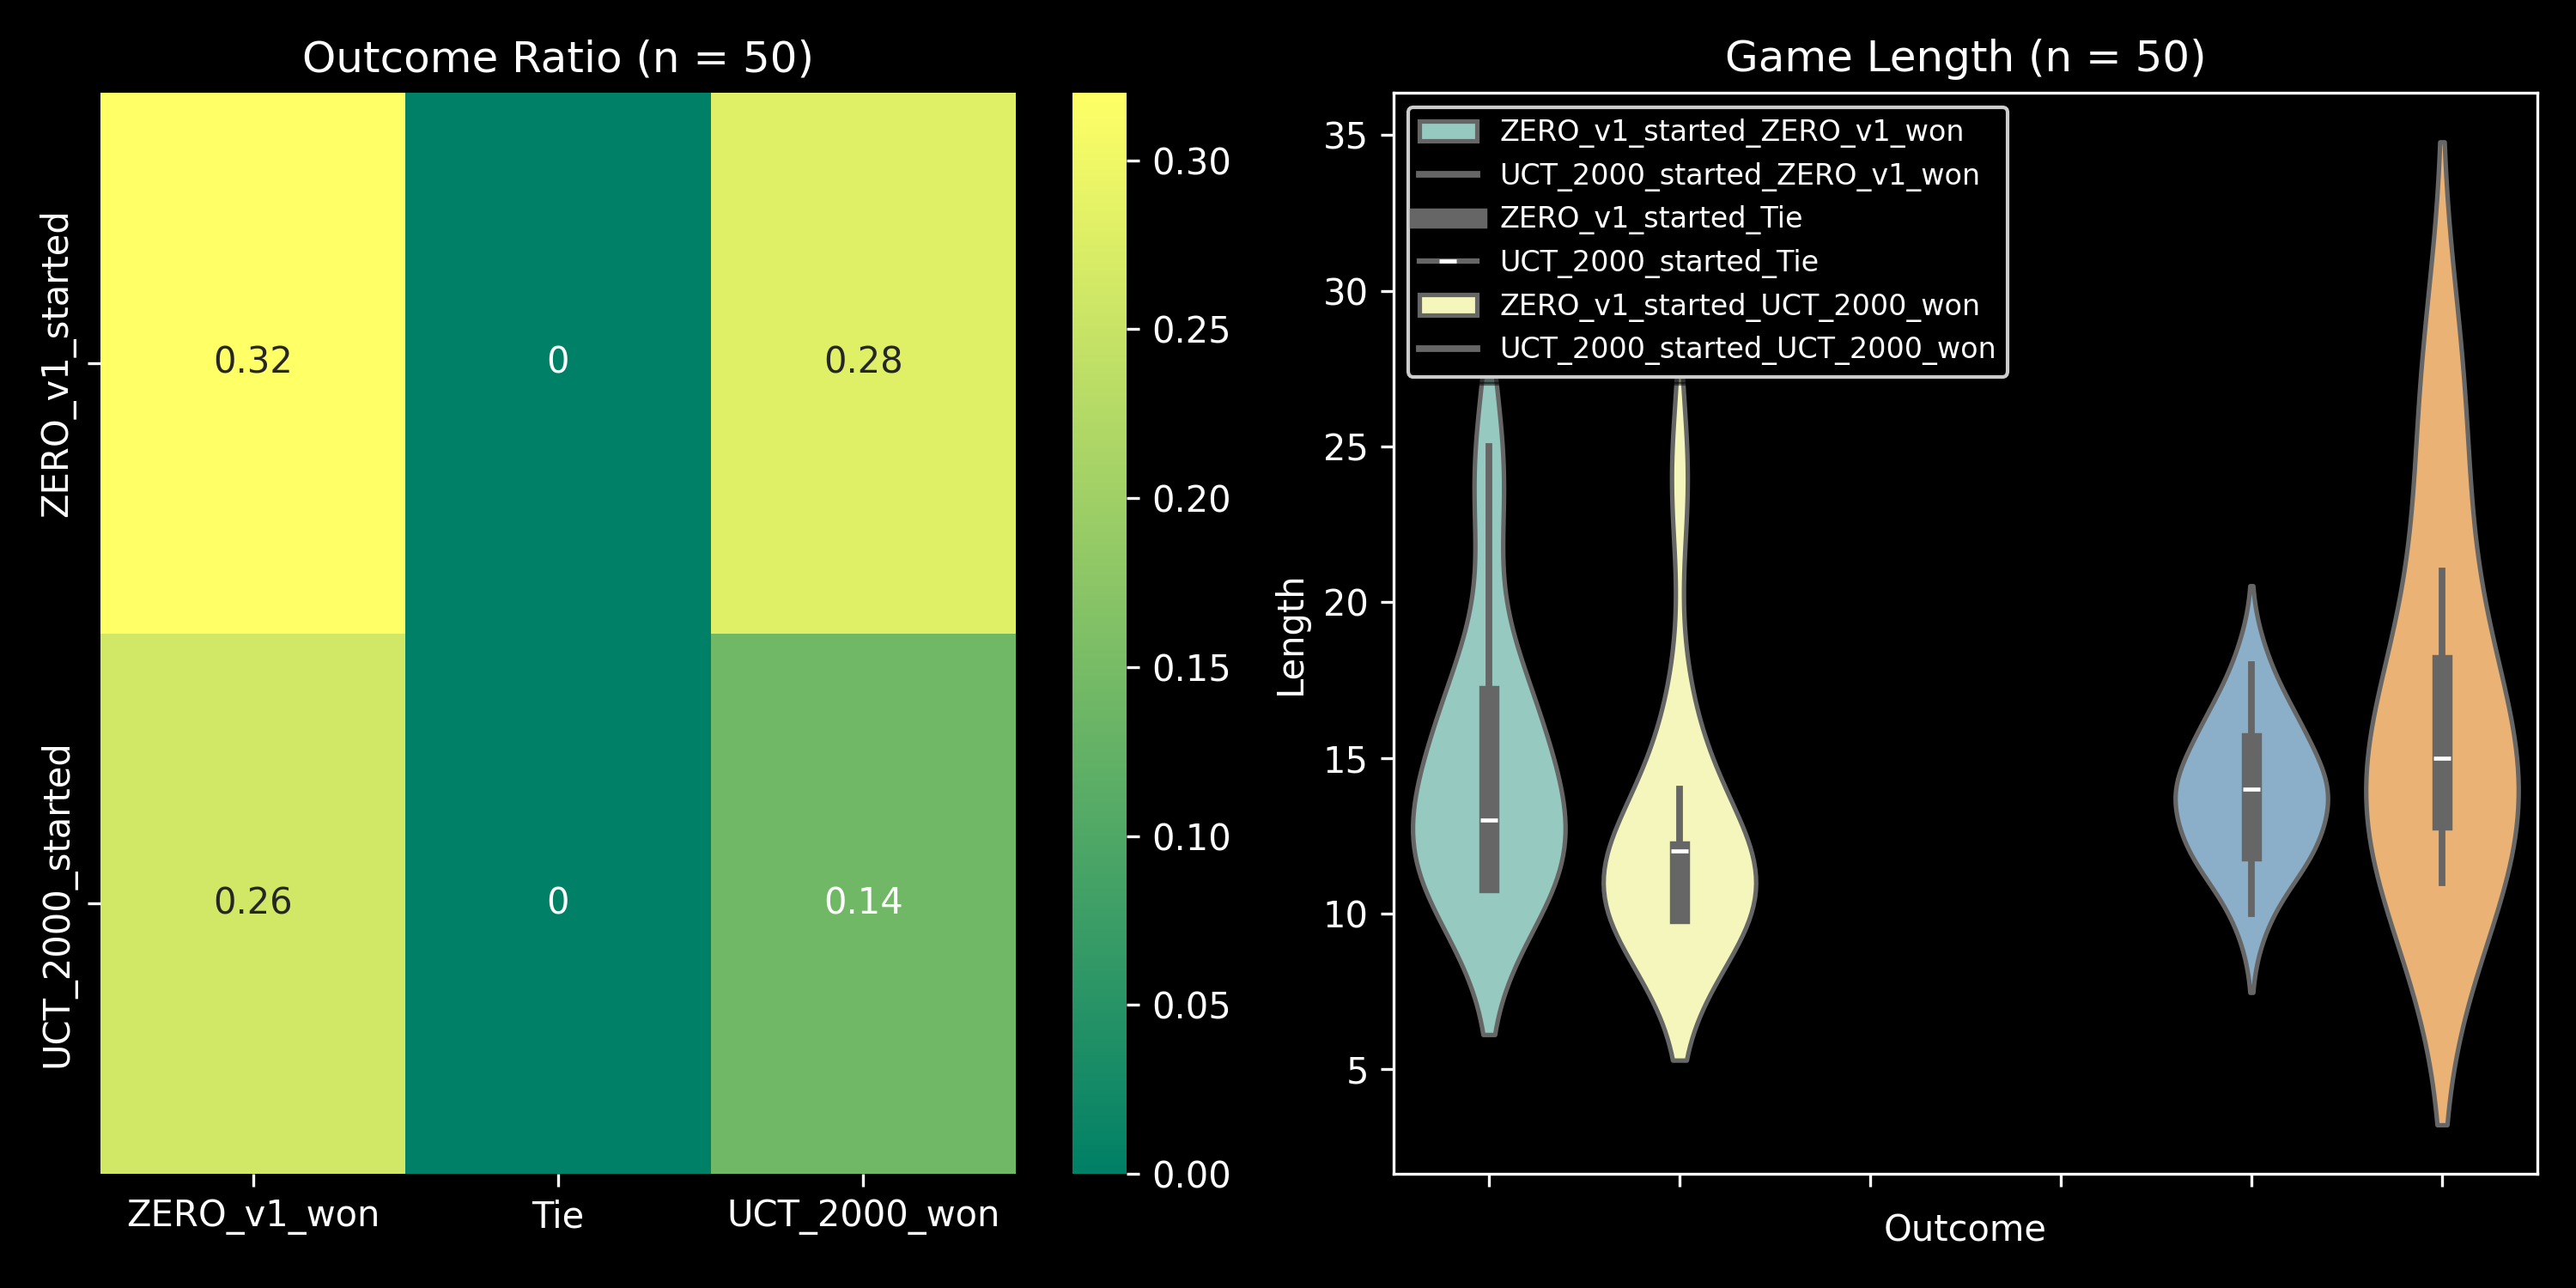 Outcome Ratio (n = 50)
ZERO_v1_started
UCT_2000_started
0.32
0
0.28
0.26
0
0.14
ZERO_v1_won
Tie
UCT_2000_won
0.30
0.25
0.20
0.15
0.10
0.05
0.00
Game Length (n = 50)
Length
35
30
25
20
15
10
5
ZERO_v1_started_ZERO_v1_won
UCT_2000_started_ZERO_v1_won
ZERO_v1_started_Tie
UCT_2000_started_Tie
ZERO_v1_started_UCT_2000_won
UCT_2000_started_UCT_2000_won
Outcome